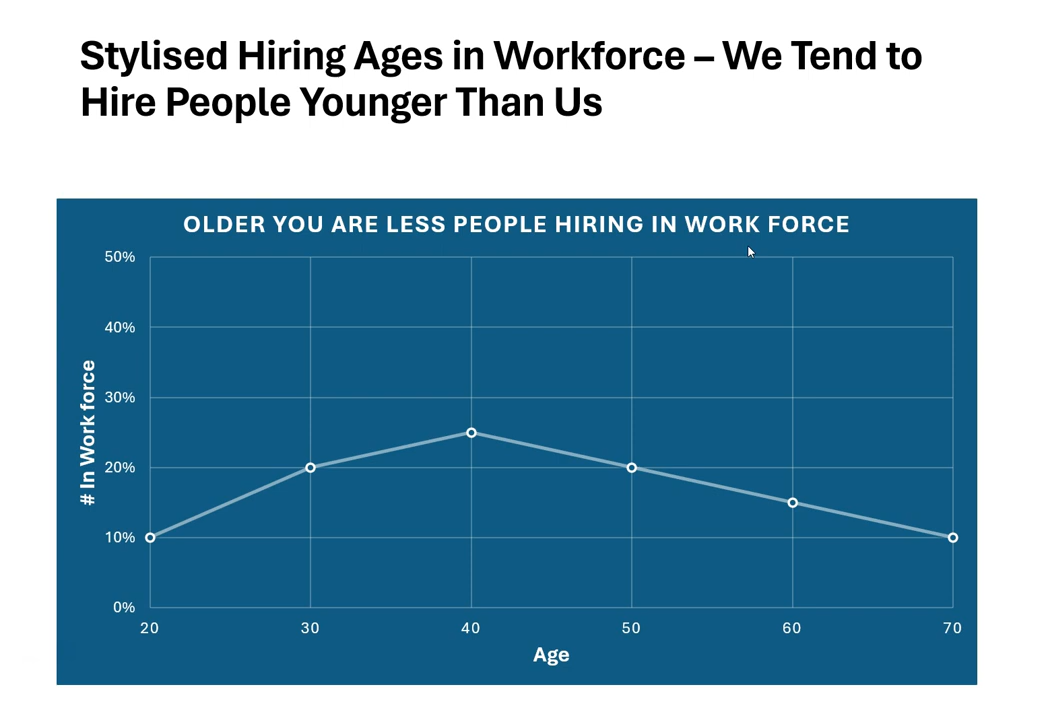 Stylised Hiring Ages in Workforce – We Tend to
Hire People Younger Than Us
OLDER YOU ARE LESS PEOPLE HIRING IN WORK FORCE
50%
40%
30%
20%
10%
0%
# In Work force
20 30 40 50 60 70
Age